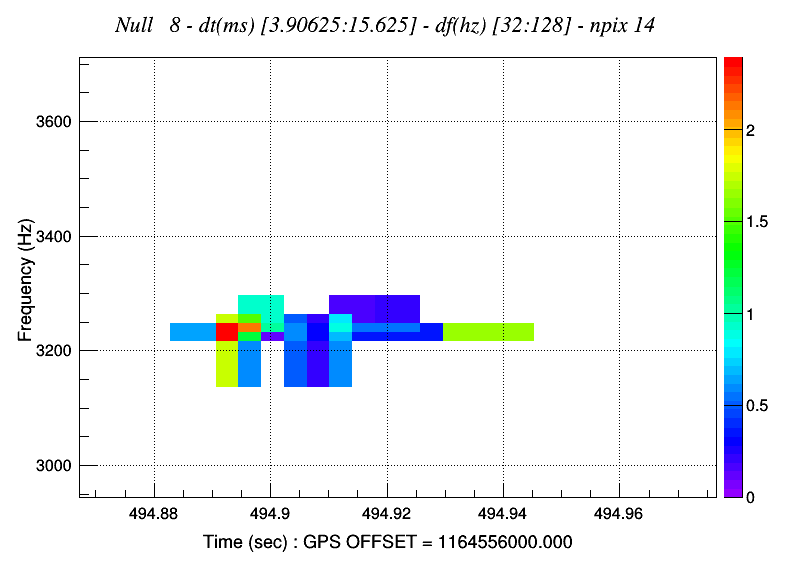 Null 8 - dt(ms) [3.90625:15.625] - df(hz) [32:128] - npix 14
Frequency (Hz)
3600
3400
3200
3000
2
1.5
1
0.5
0
494.88 494.9 494.92 494.94 494.96
Time (sec) : GPS OFFSET = 1164556000.000